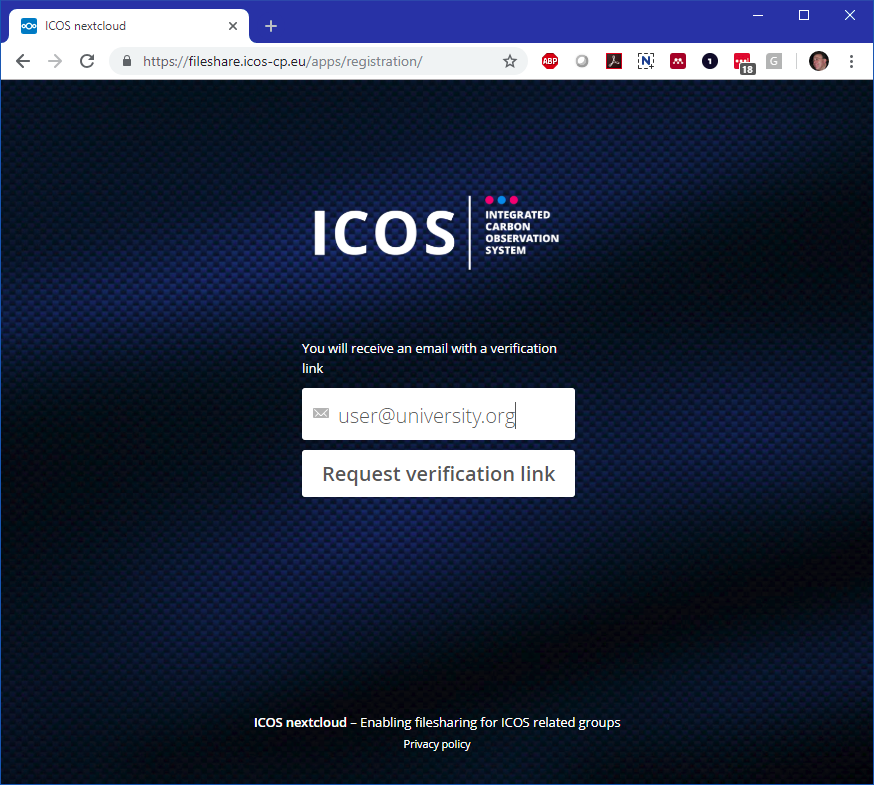 ICOS nextcloud
https://fileshare.icos-cp.eu/apps/registration/
ABP
N
1
18
G
ICOS
INTEGRATED
CARBON
OBSERVATION
SYSTEM
You will receive an email with a verification
link
user@university.org
Request verification link
ICOS nextcloud – Enabling filesharing for ICOS related groups
Privacy policy